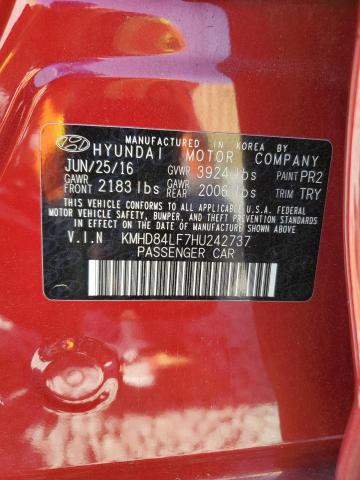 MANUFACTURED IN KOREA BY
HYUNDAI MOTOR COMPANY
JUN/25/16 GVWR 3924 lbs PAINT PR2
GAWR FRONT 2183 lbs GAWR REAR 2006 lbs TRIM TRY
THIS VEHICLE CONFORMS TO ALL APPLICABLE U.S.A. FEDERAL
MOTOR VEHICLE SAFETY, BUMPER, AND THEFT PREVENTION
STANDARDS IN EFFECT ON THE DATE OF MANUFACTURE SHOWN ABOVE.
V.I.N KMHD84LF7HU242737
PASSENGER CAR